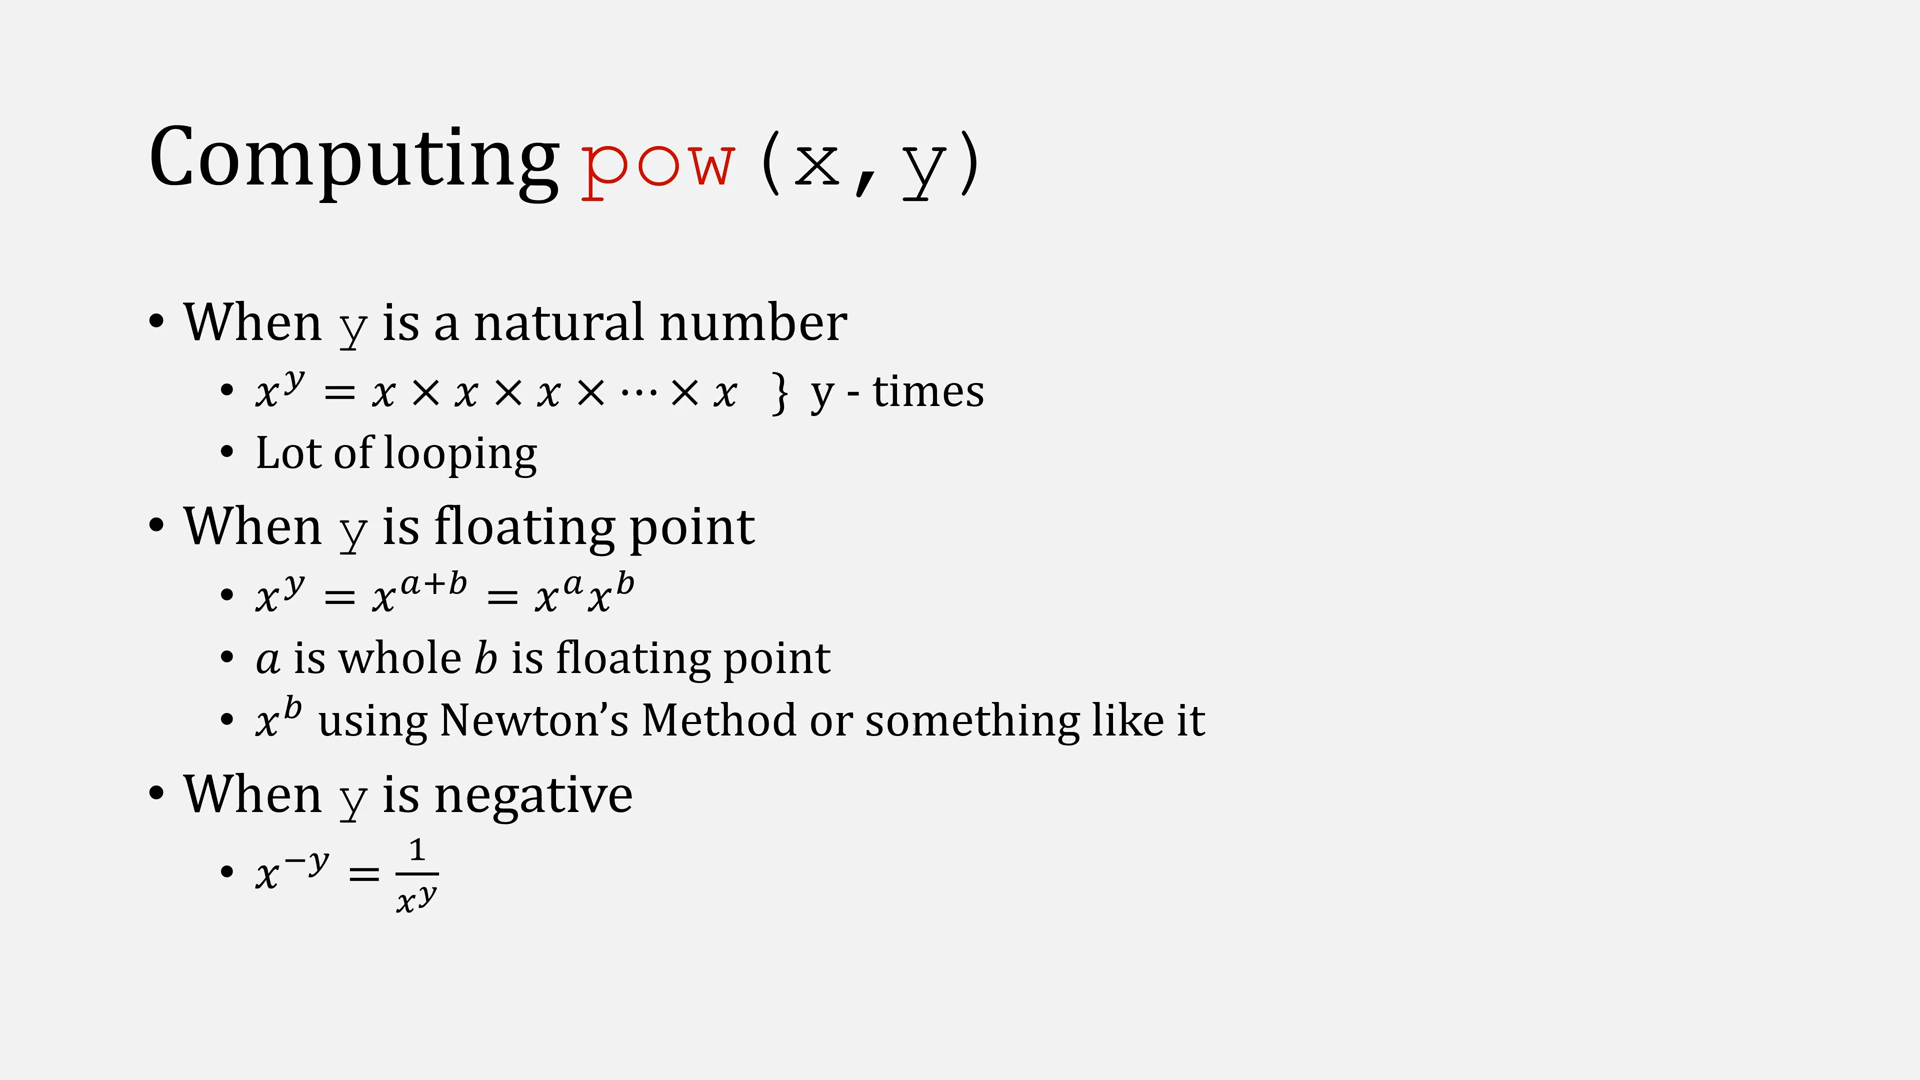 Computing pow(x,y)
• When y is a natural number
• x^y = x × x × x × ⋯ × x } y - times
• Lot of looping
• When y is floating point
• x^y = x^{a+b} = x^a x^b
• a is whole b is floating point
• x^b using Newton’s Method or something like it
• When y is negative
• x^{−y} = \frac{1}{x^y}